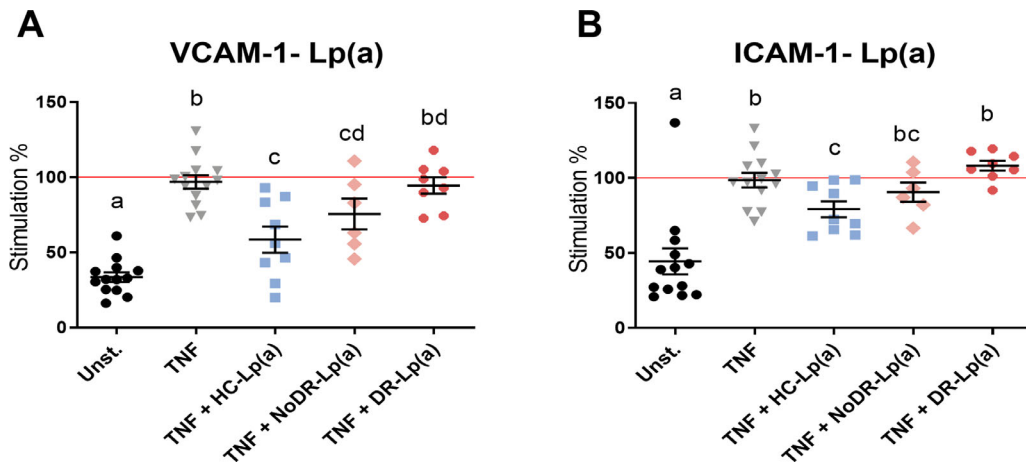 A
VCAM-1- Lp(a)
Stimulation %
150
100
50
0
a
b
c
cd
bd
Unst.
TNF
TNF + HC-Lp(a)
TNF + NoDR-Lp(a)
TNF + DR-Lp(a)
B
ICAM-1- Lp(a)
Stimulation %
150
100
50
0
a
b
c
bc
b
Unst.
TNF
TNF + HC-Lp(a)
TNF + NoDR-Lp(a)
TNF + DR-Lp(a)